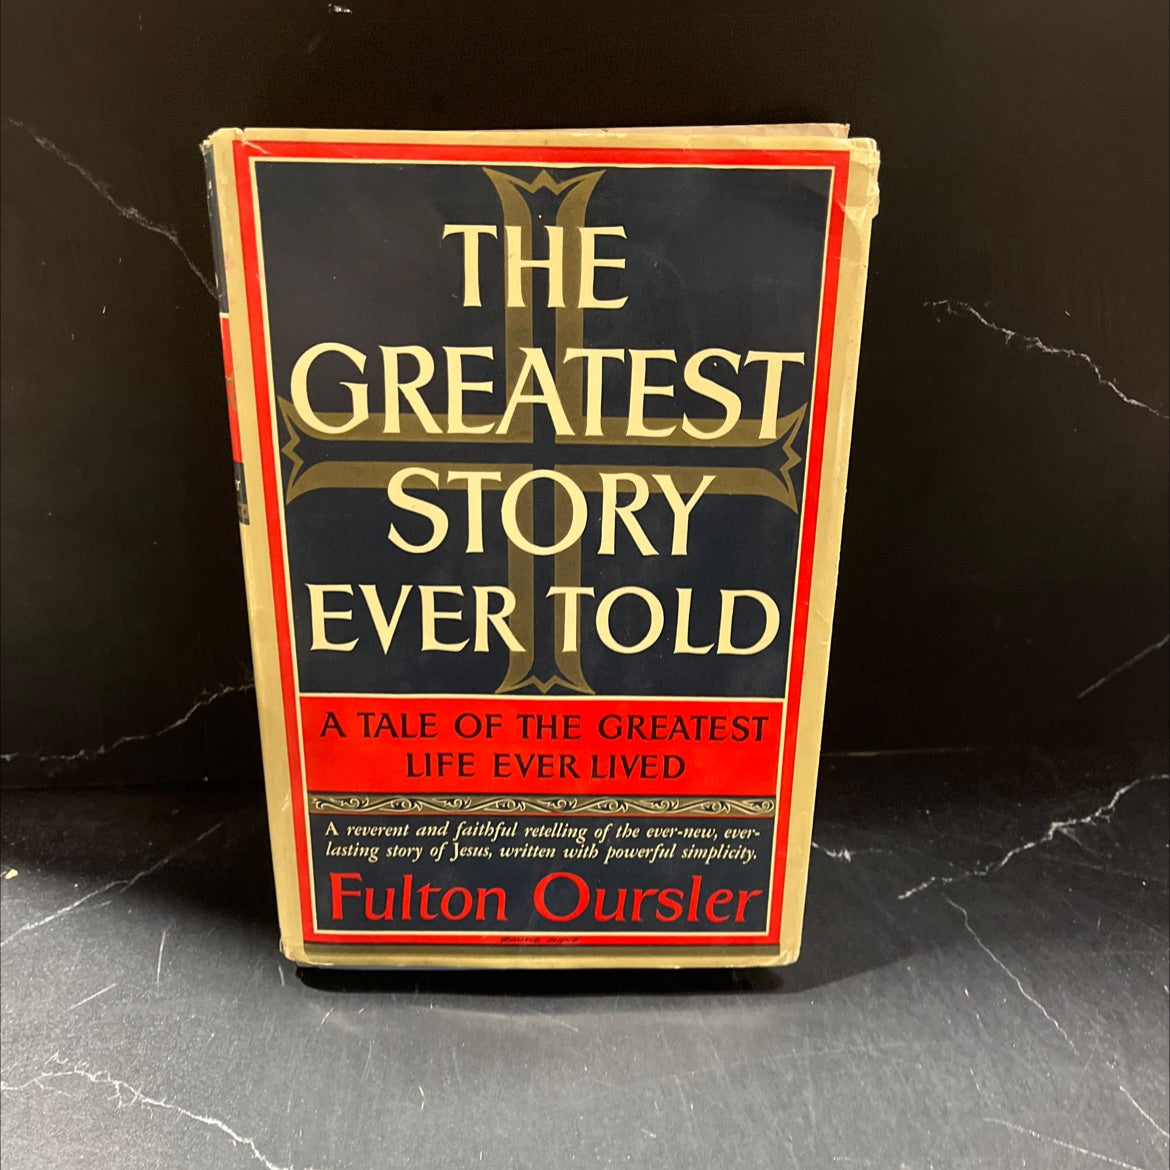 THE
GREATEST
STORY
EVER TOLD
A TALE OF THE GREATEST
LIFE EVER LIVED
A reverent and faithful retelling of the ever-new, ever-
lasting story of Jesus, written with powerful simplicity.
Fulton Oursler